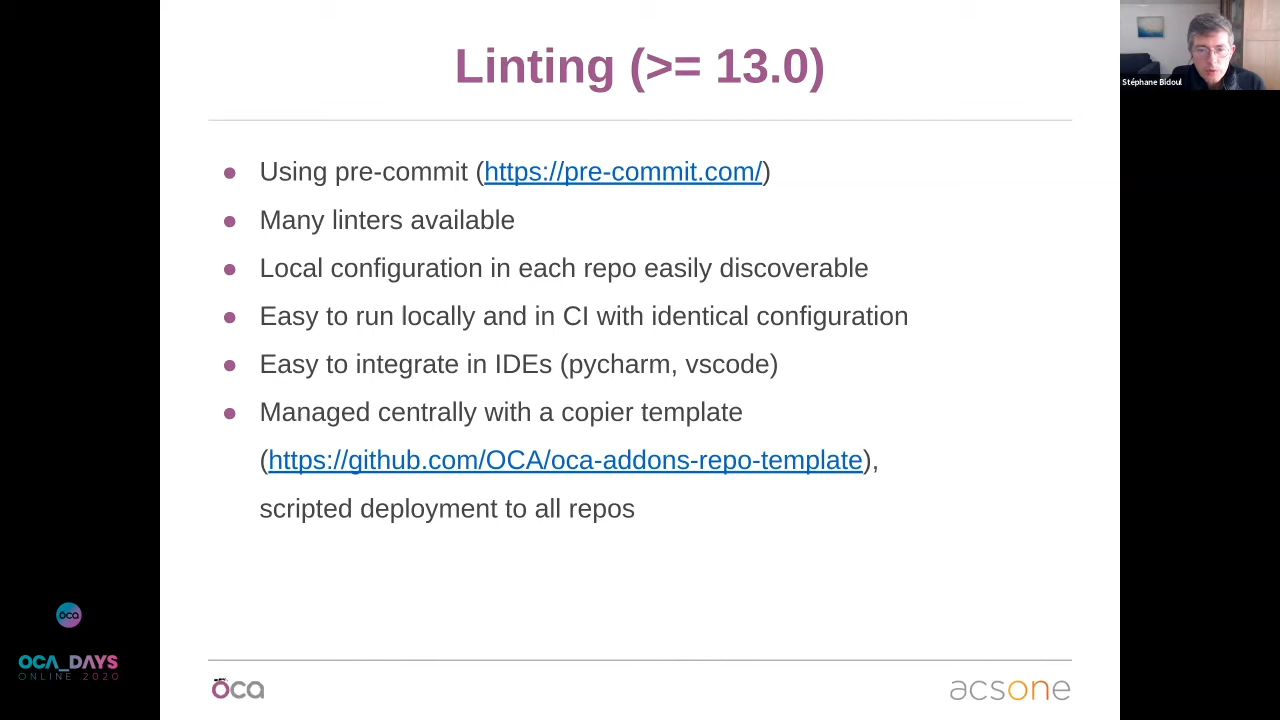 Linting (>= 13.0)
Stéphane Bidoul
● Using pre-commit (https://pre-commit.com/)
● Many linters available
● Local configuration in each repo easily discoverable
● Easy to run locally and in CI with identical configuration
● Easy to integrate in IDEs (pycharm, vscode)
● Managed centrally with a copier template
(https://github.com/OCA/oca-addons-repo-template),
scripted deployment to all repos
oca
OCA_DAYS
ONLINE 2020
oca
acsone